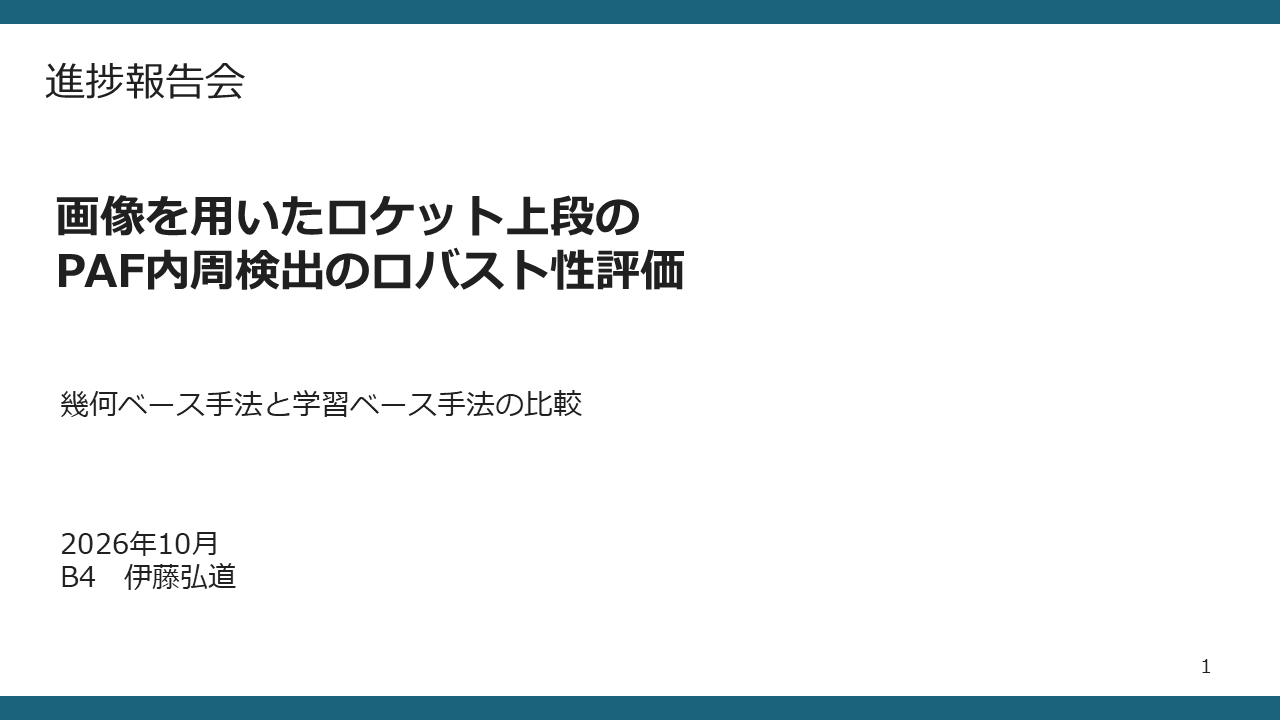 進捗報告会
画像を用いたロケット上段の
PAF内周検出のロバスト性評価
幾何ベース手法と学習ベース手法の比較
2026年10月
B4　伊藤弘道
1